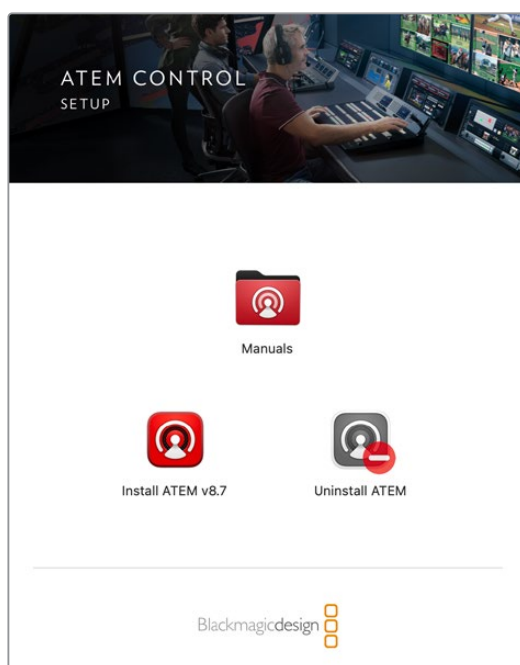 ATEM CONTROL
SETUP
Manuals
Install ATEM v8.7
Uninstall ATEM
Blackmagicdesign